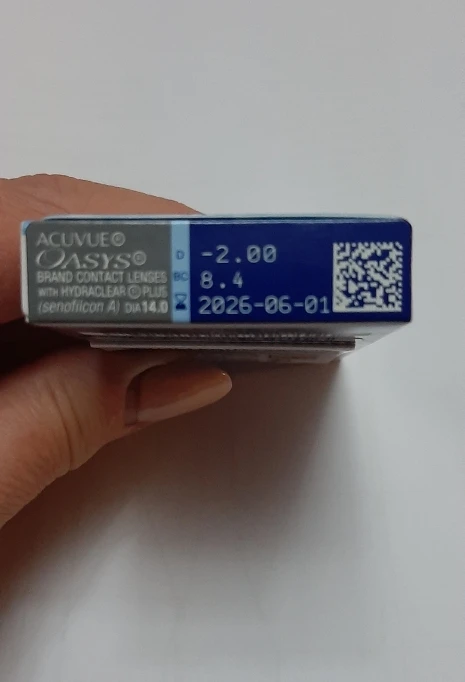 ACUVUE®
OASYS®
BRAND CONTACT LENSES
WITH HYDRACLEAR® PLUS
(senofilcon A) DIA 14.0
D -2.00
BC 8.4
2026-06-01